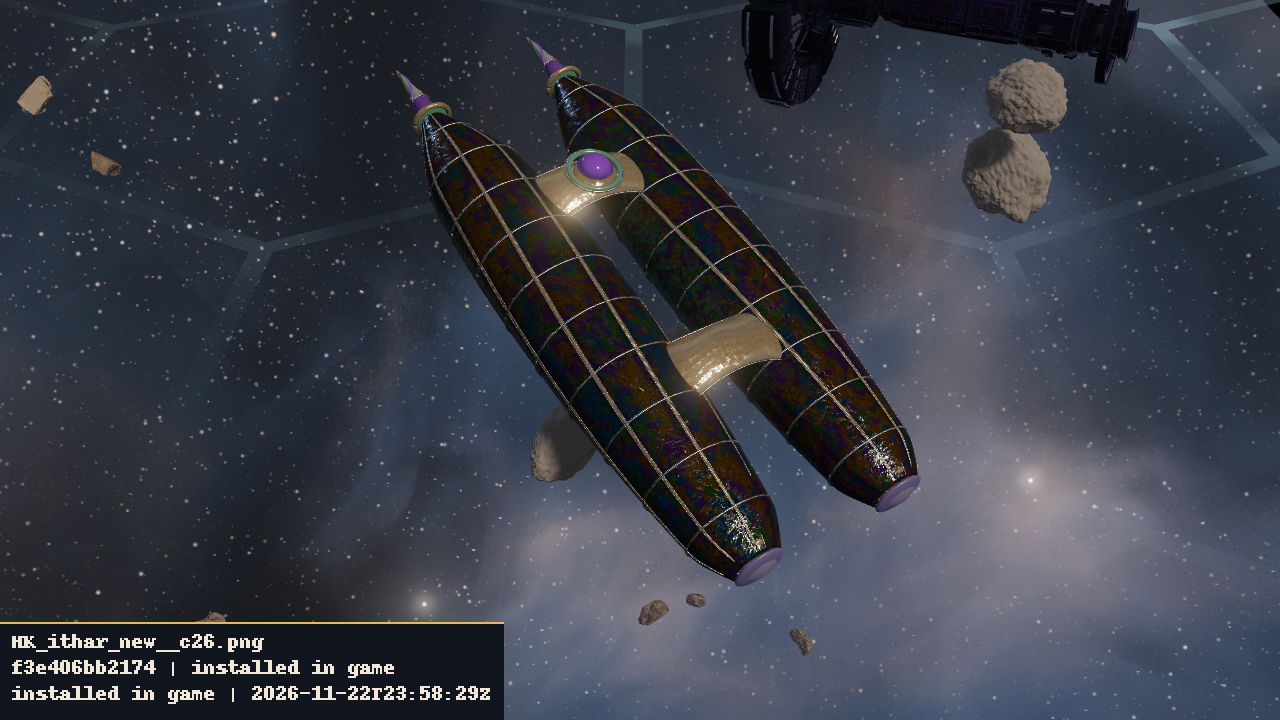 HK_ithar_new__c26.png
f3e406bb2174 | installed in game
installed in game | 2026-11-22T23:58:29z